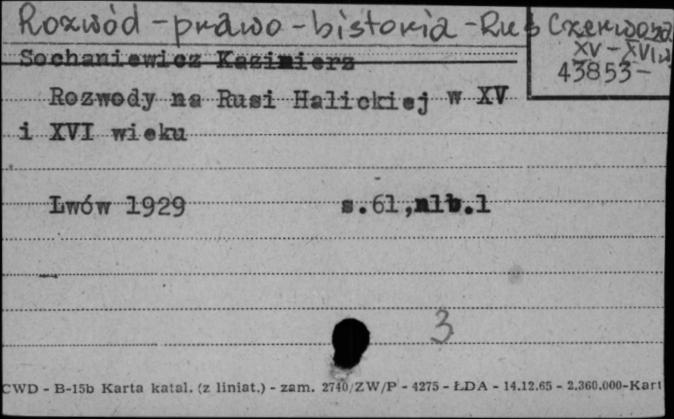 Rozwód - prawo - historia - Ruś Czerwona
XV - XVI w
43853 -
Sochaniewicz Kazimierz
Rozwody na Rusi Halickiej w XV
i XVI wieku
Lwów 1929 s.61,nlb.1
3
CWD - B-15b Karta katal. (z liniat.) - zam. 2740/ZW/P - 4275 - ŁDA - 14.12.65 - 2.360.000-Kart